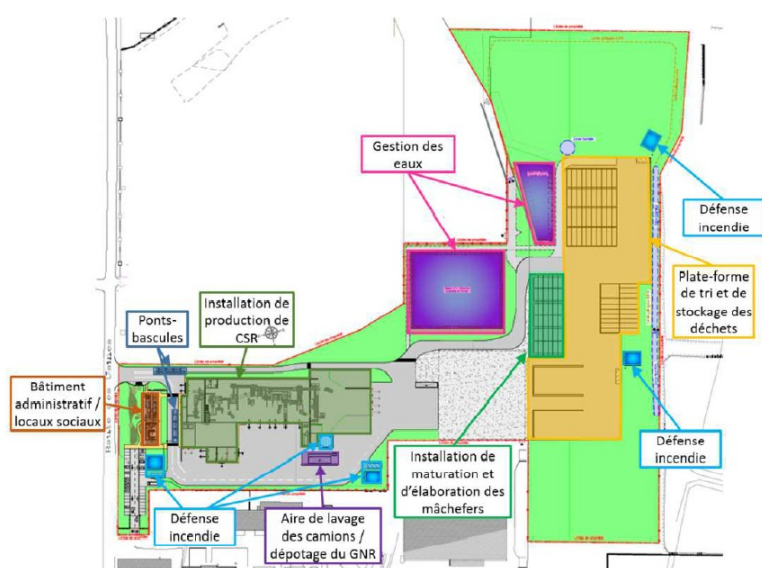 Gestion des
eaux
Défense
incendie
Installation de
production de
CSR
Plate-forme
de tri et de
stockage des
déchets
Ponts-
bascules
Bâtiment
administratif /
locaux sociaux
Défense
incendie
Installation de
maturation et
d'élaboration des
mâchefers
Défense
incendie
Aire de lavage
des camions /
dépotage du GNR